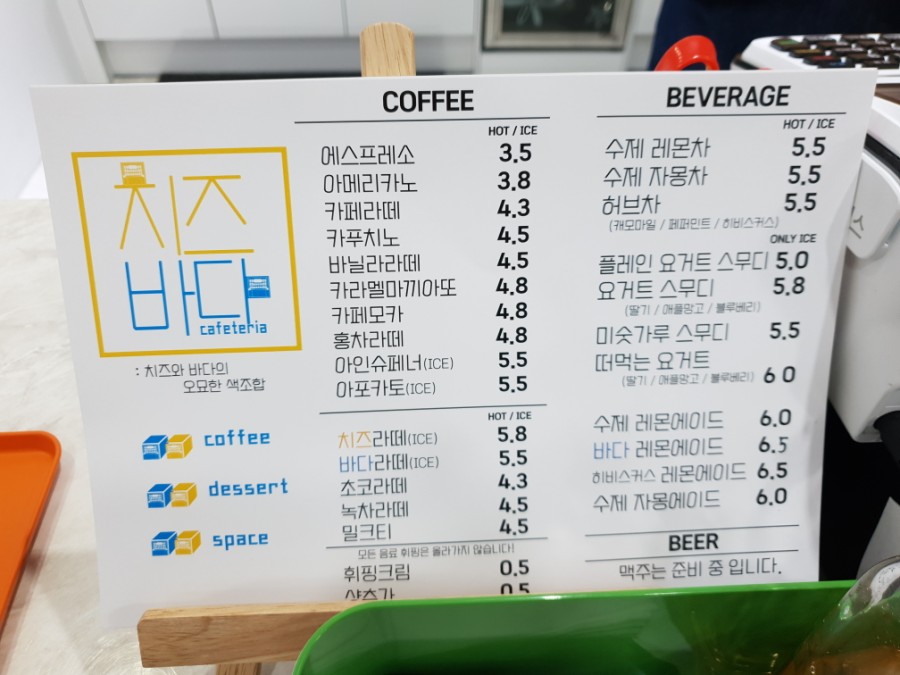 치즈
바다
cafeteria
: 치즈와 바다의
오묘한 색조합
coffee
dessert
space
COFFEE
HOT / ICE
에스프레소 3.5
아메리카노 3.8
카페라떼 4.3
카푸치노 4.5
바닐라라떼 4.5
카라멜마끼아또 4.8
카페모카 4.8
홍차라떼 4.8
아인슈페너(ICE) 5.5
아포카토(ICE) 5.5
HOT / ICE
치즈라떼(ICE) 5.8
바다라떼(ICE) 5.5
초코라떼 4.3
녹차라떼 4.5
밀크티 4.5
모든 음료 휘핑은 올라가지 않습니다!
휘핑크림 0.5
샷추가 0.5
BEVERAGE
HOT / ICE
수제 레몬차 5.5
수제 자몽차 5.5
허브차 5.5
(캐모마일 / 페퍼민트 / 히비스커스)
ONLY ICE
플레인 요거트 스무디 5.0
요거트 스무디 5.8
(딸기 / 애플망고 / 블루베리)
미숫가루 스무디 5.5
떠먹는 요거트
(딸기 / 애플망고 / 블루베리) 6 0
수제 레몬에이드 6.0
바다 레몬에이드 6.5
히비스커스 레몬에이드 6.5
수제 자몽에이드 6.0
BEER
맥주는 준비 중 입니다.